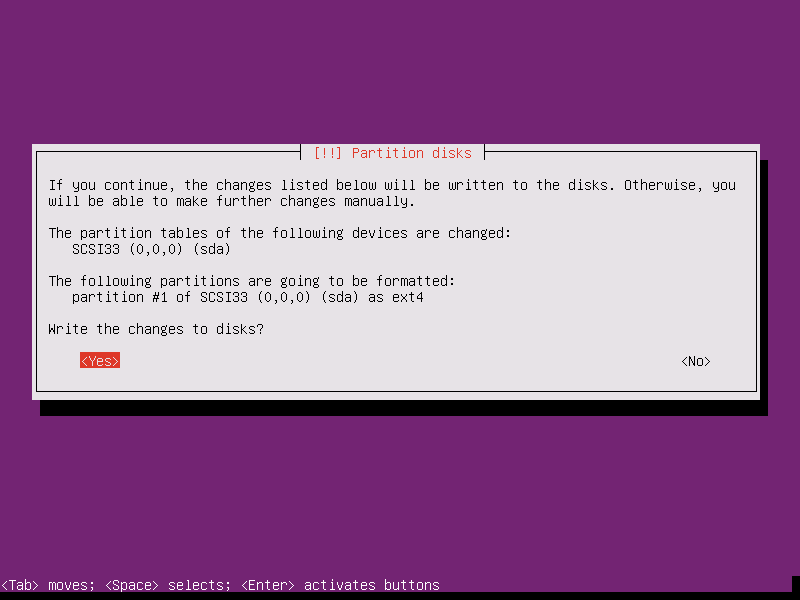 [!!] Partition disks
If you continue, the changes listed below will be written to the disks. Otherwise, you
will be able to make further changes manually.
The partition tables of the following devices are changed:
SCSI33 (0,0,0) (sda)
The following partitions are going to be formatted:
partition #1 of SCSI33 (0,0,0) (sda) as ext4
Write the changes to disks?
<Yes> <No>
<Tab> moves; <Space> selects; <Enter> activates buttons